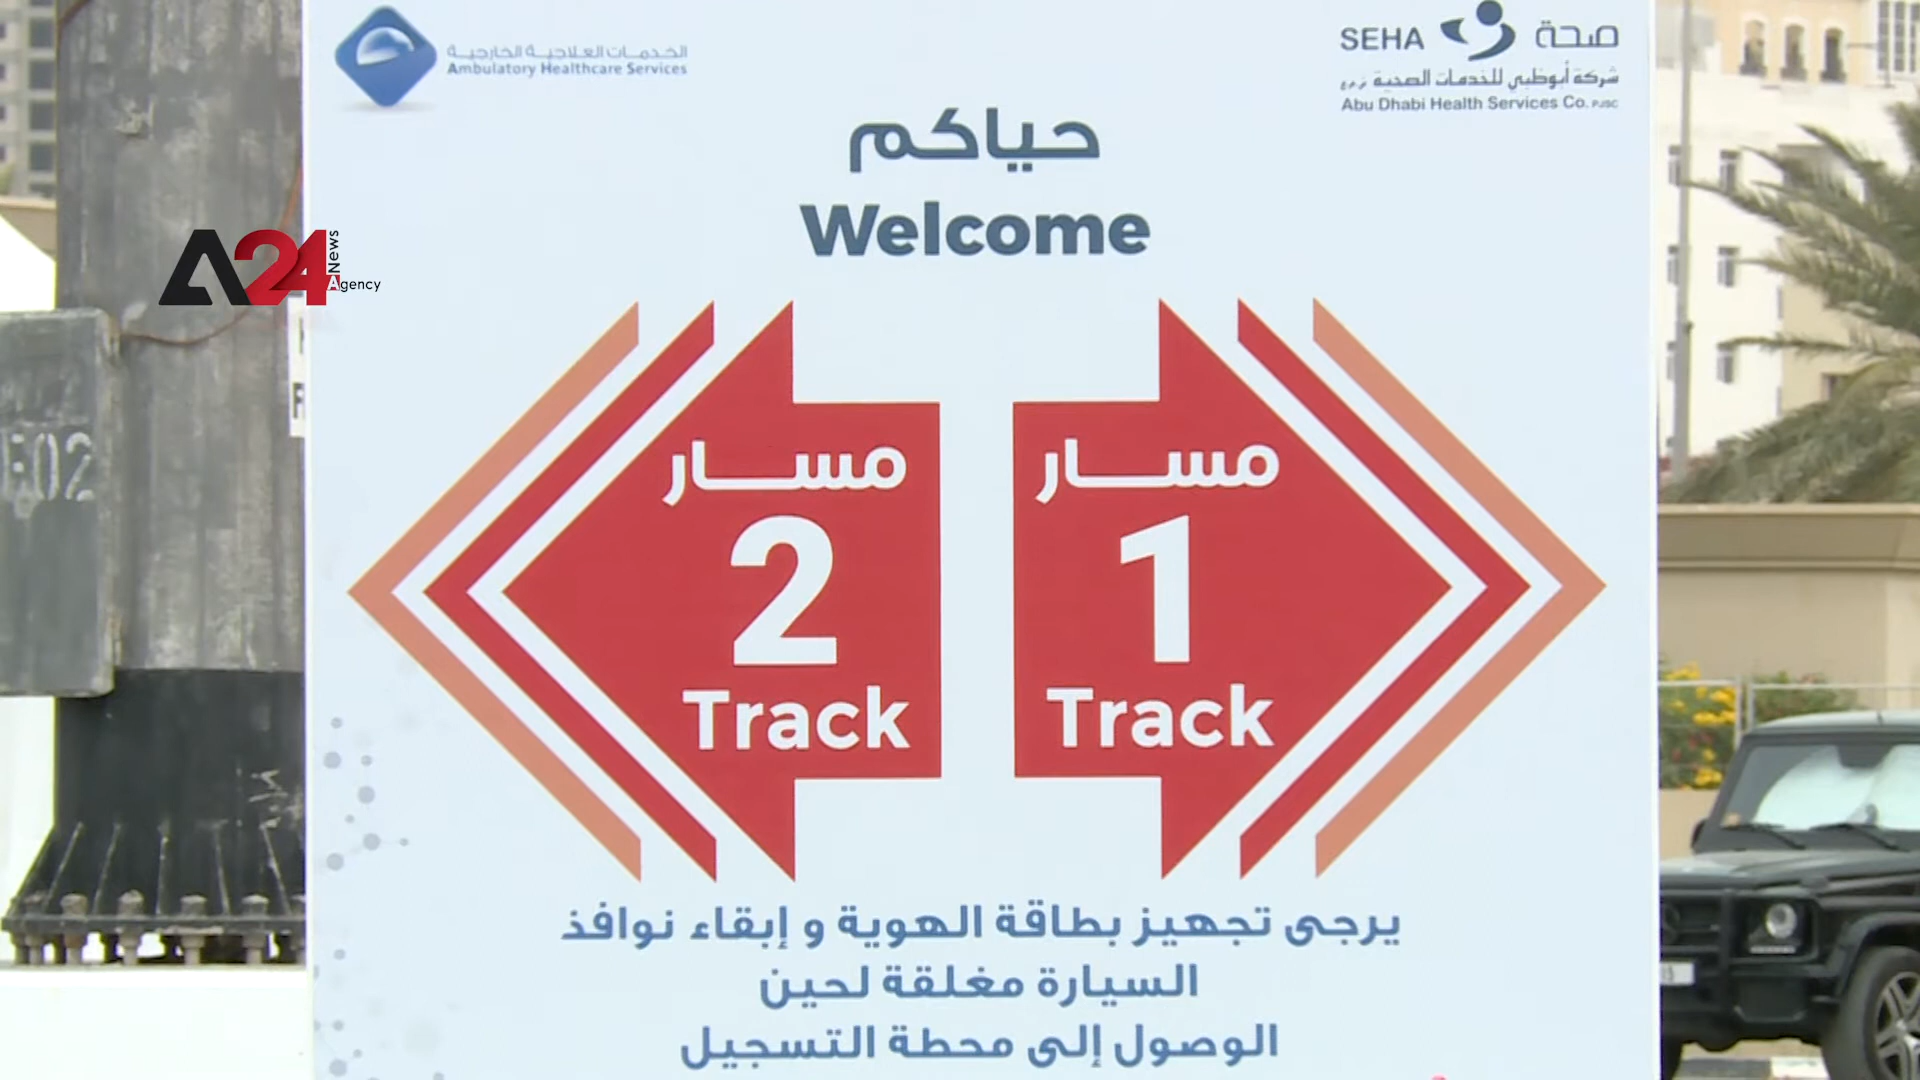 الخدمات العلاجية الخارجية
Ambulatory Healthcare Services
SEHA صحة
شركة أبوظبي للخدمات الصحية ش.م.ع
Abu Dhabi Health Services Co. PJSC
حياكم
Welcome
A24 News Agency
مسار
2
Track
مسار
1
Track
يرجى تجهيز بطاقة الهوية و إبقاء نوافذ
السيارة مغلقة لحين
الوصول إلى محطة التسجيل